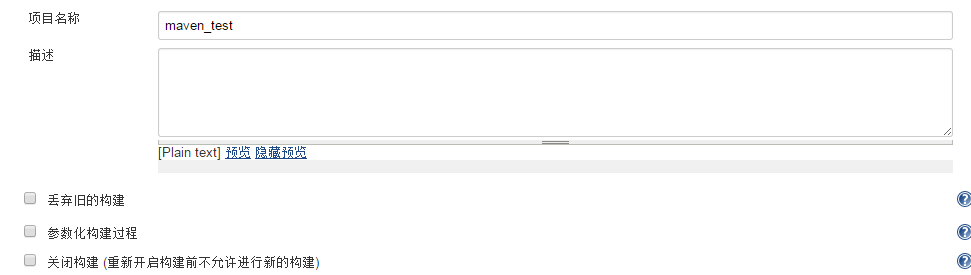 项目名称 maven_test
描述
[Plain text] 预览 隐藏预览
丢弃旧的构建
参数化构建过程
关闭构建 (重新开启构建前不允许进行新的构建)